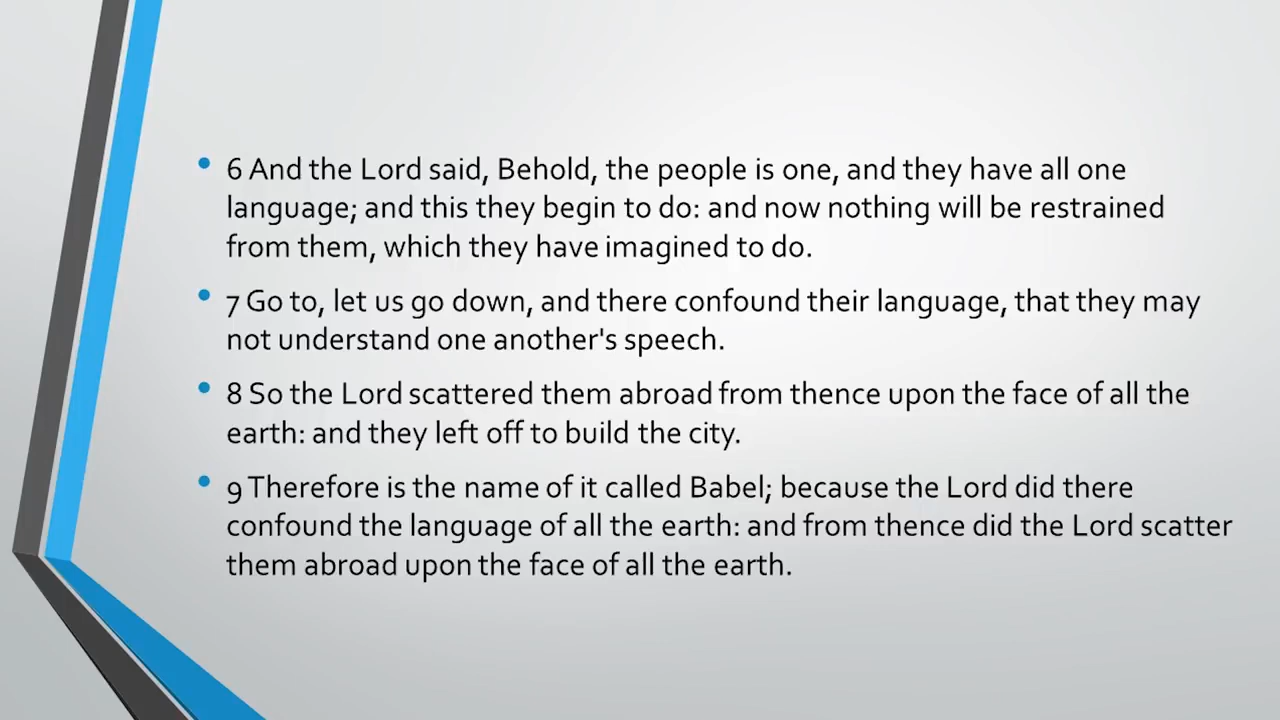 6 And the Lord said, Behold, the people is one, and they have all one
language; and this they begin to do: and now nothing will be restrained
from them, which they have imagined to do.
7 Go to, let us go down, and there confound their language, that they may
not understand one another's speech.
8 So the Lord scattered them abroad from thence upon the face of all the
earth: and they left off to build the city.
9 Therefore is the name of it called Babel; because the Lord did there
confound the language of all the earth: and from thence did the Lord scatter
them abroad upon the face of all the earth.